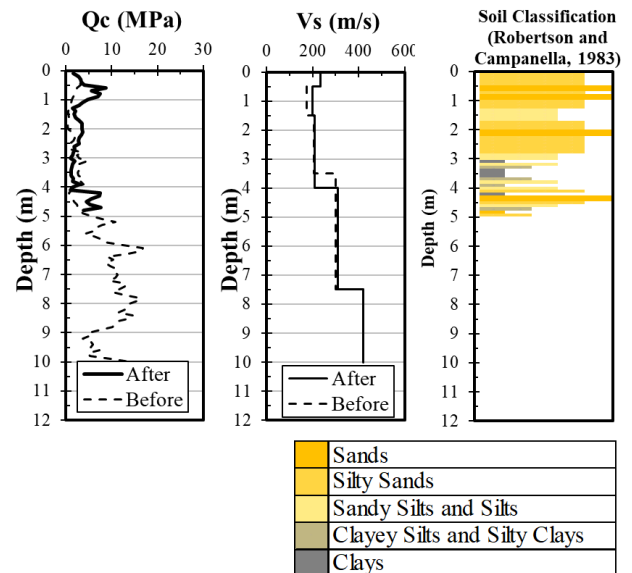 Qc (MPa)
0 10 20 30
0
1
2
3
4
5
6
7
8
9
10
11
12
Depth (m)
After
Before
Vs (m/s)
0 200 400 600
0
1
2
3
4
5
6
7
8
9
10
11
12
Depth (m)
After
Before
Soil Classification
(Robertson and
Campanella, 1983)
0
1
2
3
4
5
6
7
8
9
10
11
12
Depth (m)
Sands
Silty Sands
Sandy Silts and Silts
Clayey Silts and Silty Clays
Clays